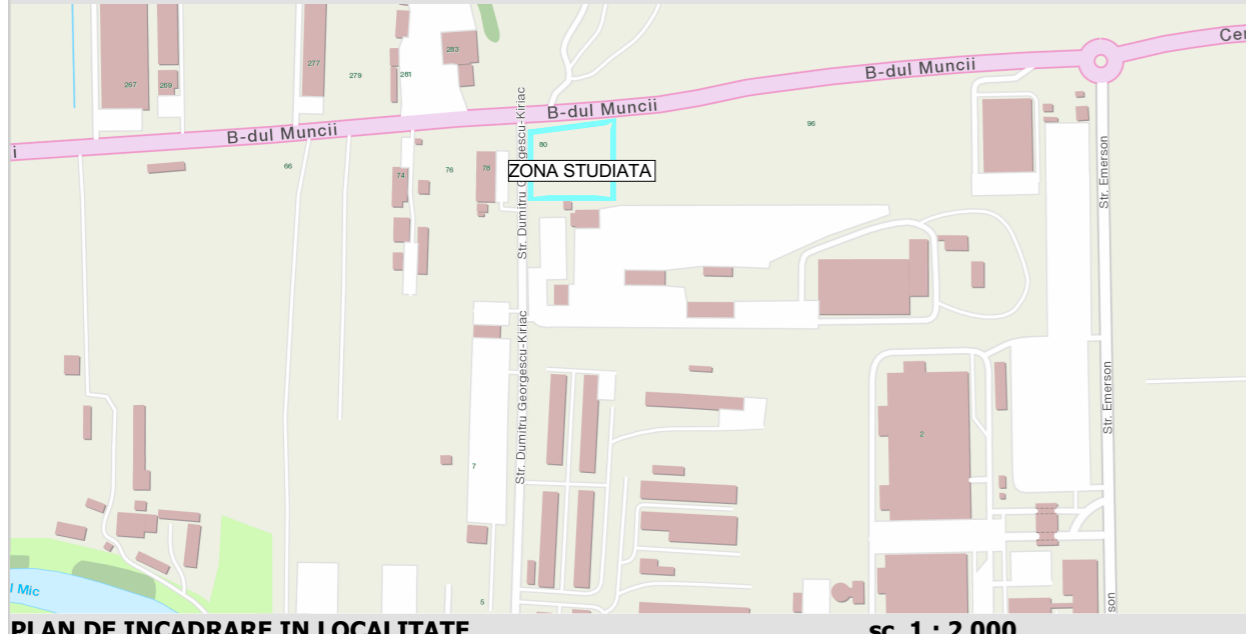 Cen
B-dul Muncii
283
277
279
281
267
269
B-dul Muncii
96
B-dul Muncii
i
80
66
74
76
78
ZONA STUDIATA
Str. Dumitru Georgescu-Kiriac
Str. Emerson
Str. Dumitru Georgescu-Kiriac
Str. Emerson
2
7
l Mic
5
son
PLAN DE INCADRARE IN LOCALITATE
sc. 1 : 2.000